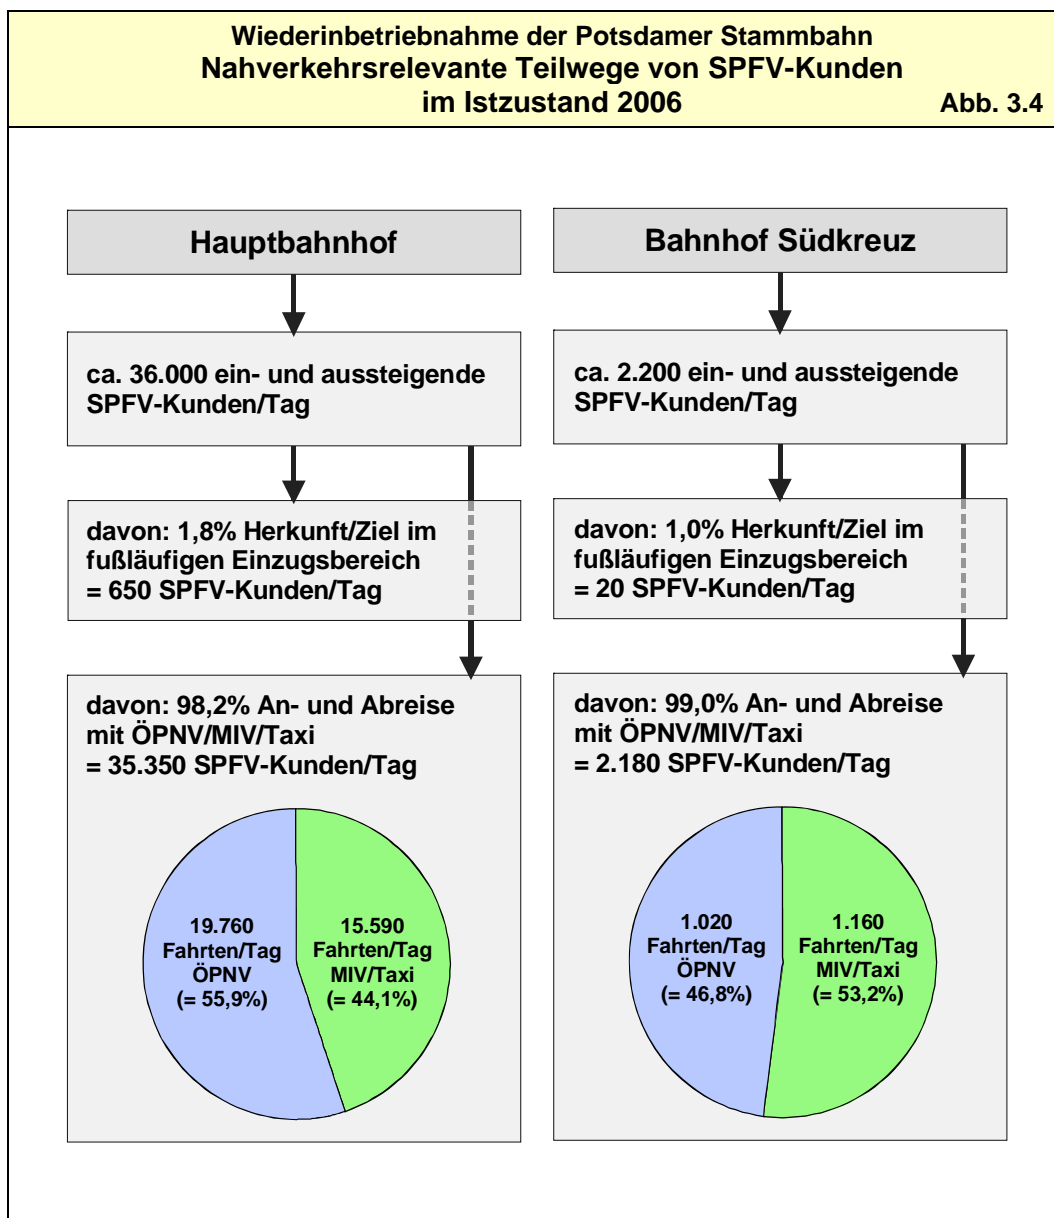 Wiederinbetriebnahme der Potsdamer Stammbahn
Nahverkehrsrelevante Teilwege von SPFV-Kunden
im Istzustand 2006
Abb. 3.4
Hauptbahnhof
ca. 36.000 ein- und aussteigende
SPFV-Kunden/Tag
davon: 1,8% Herkunft/Ziel im
fußläufigen Einzugsbereich
= 650 SPFV-Kunden/Tag
davon: 98,2% An- und Abreise
mit ÖPNV/MIV/Taxi
= 35.350 SPFV-Kunden/Tag
19.760
Fahrten/Tag
ÖPNV
(= 55,9%)
15.590
Fahrten/Tag
MIV/Taxi
(= 44,1%)
Bahnhof Südkreuz
ca. 2.200 ein- und aussteigende
SPFV-Kunden/Tag
davon: 1,0% Herkunft/Ziel im
fußläufigen Einzugsbereich
= 20 SPFV-Kunden/Tag
davon: 99,0% An- und Abreise
mit ÖPNV/MIV/Taxi
= 2.180 SPFV-Kunden/Tag
1.020
Fahrten/Tag
ÖPNV
(= 46,8%)
1.160
Fahrten/Tag
MIV/Taxi
(= 53,2%)